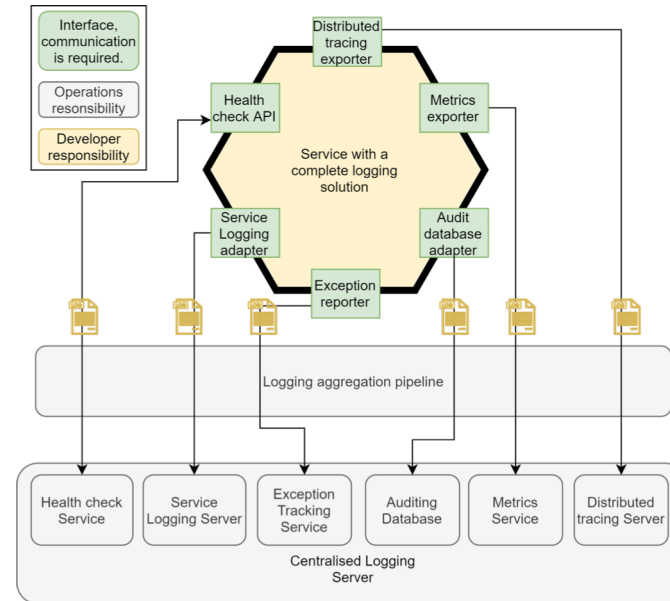 Interface,
communication
is required.
Operations
resonsibility
Developer
responsibility
Distributed
tracing
exporter
Health
check API
Metrics
exporter
Service with a
complete logging
solution
Service
Logging
adapter
Audit
database
adapter
Exception
reporter
Logging aggregation pipeline
Health check
Service
Service
Logging Server
Exception
Tracking
Service
Auditing
Database
Metrics
Service
Distributed
tracing Server
Centralised Logging
Server